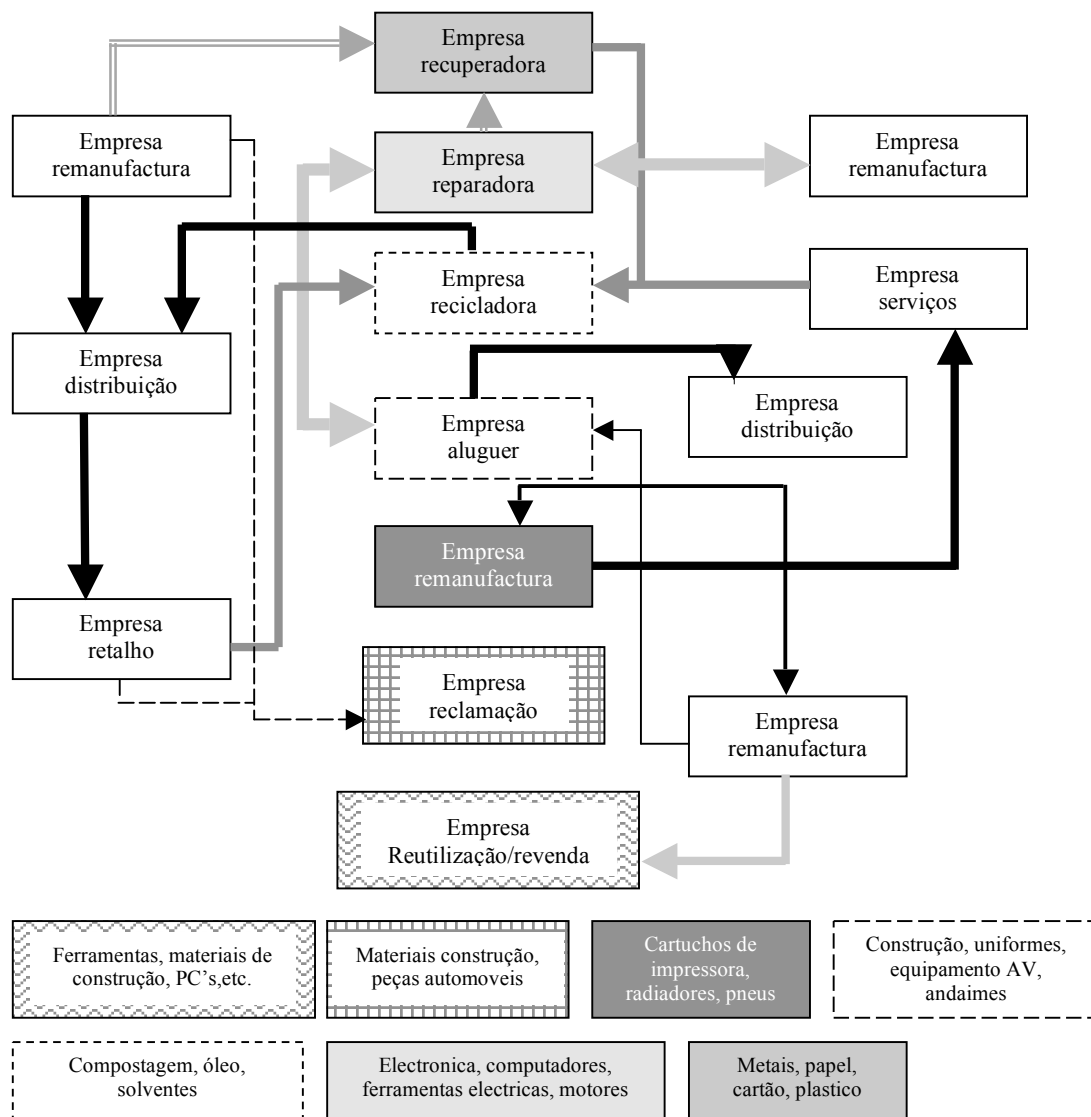 Empresa
recuperadora
Empresa
remanufactura
Empresa
reparadora
Empresa
remanufactura
Empresa
recicladora
Empresa
serviços
Empresa
distribuição
Empresa
aluguer
Empresa
distribuição
Empresa
remanufactura
Empresa
retalho
Empresa
reclamação
Empresa
remanufactura
Empresa
Reutilização/revenda
Ferramentas, materiais de
construção, PC's,etc.
Materiais construção,
peças automoveis
Cartuchos de
impressora,
radiadores, pneus
Construção, uniformes,
equipamento AV,
andaimes
Compostagem, óleo,
solventes
Electronica, computadores,
ferramentas electricas, motores
Metais, papel,
cartão, plastico